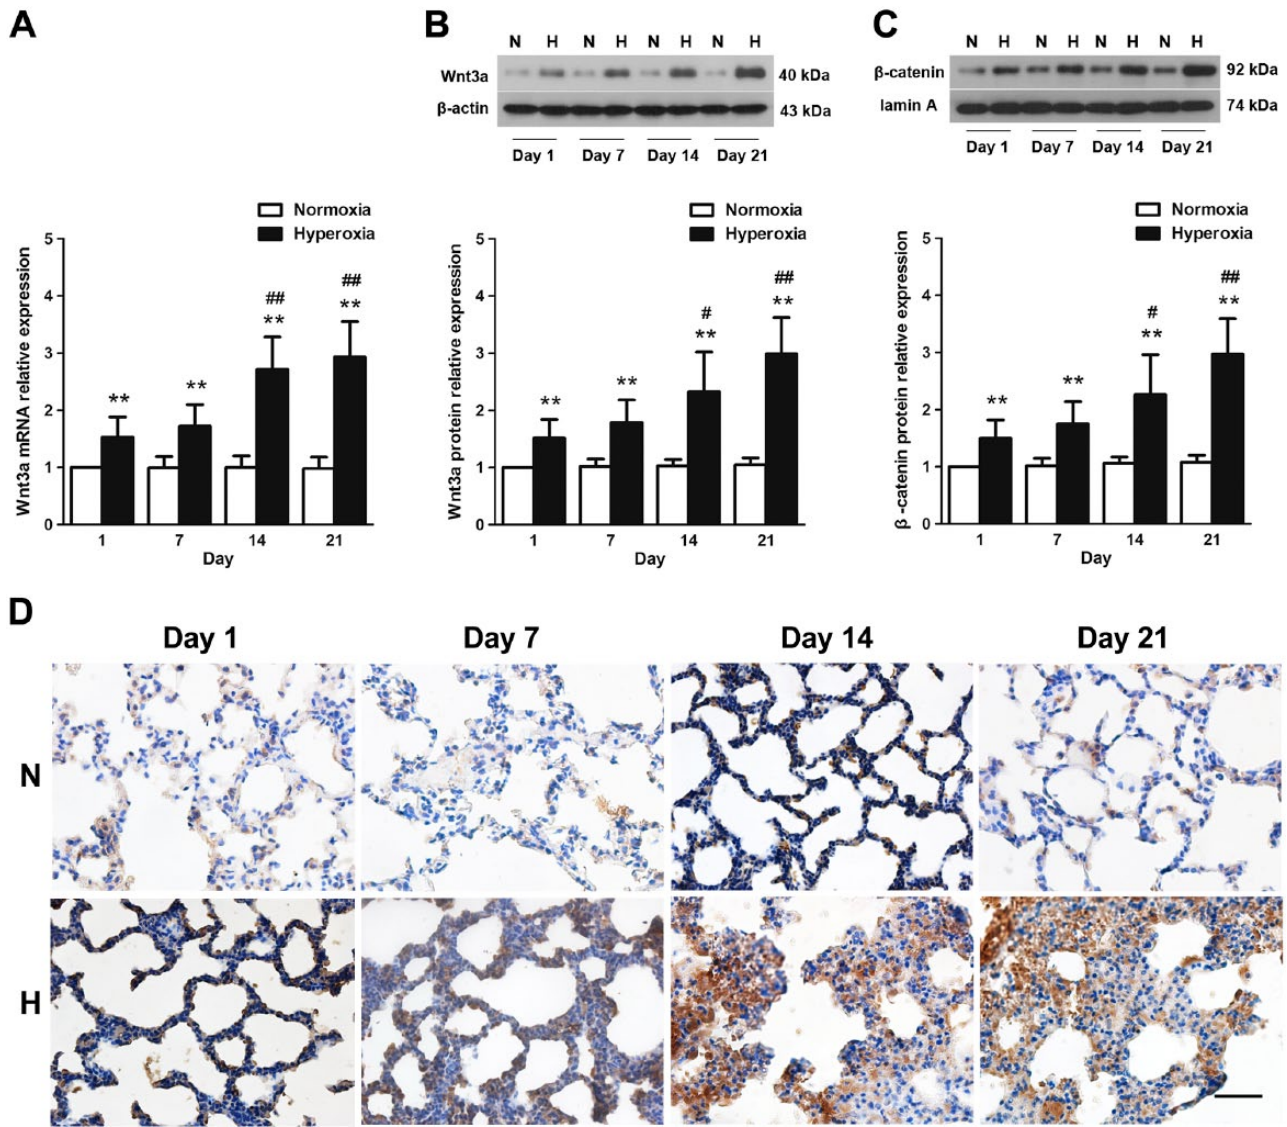 A
B
C
N H N H N H N H
Wnt3a
40 kDa
β-actin
43 kDa
Day 1 Day 7 Day 14 Day 21
N H N H N H N H
β-catenin
92 kDa
lamin A
74 kDa
Day 1 Day 7 Day 14 Day 21
Normoxia
Hyperoxia
Wnt3a mRNA relative expression
5
4
3
2
1
0
**
**
##
**
##
**
1 7 14 21
Day
Normoxia
Hyperoxia
Wnt3a protein relative expression
5
4
3
2
1
0
**
**
#
**
##
**
1 7 14 21
Day
Normoxia
Hyperoxia
β -catenin protein relative expression
5
4
3
2
1
0
**
**
#
**
##
**
1 7 14 21
Day
D
Day 1 Day 7 Day 14 Day 21
N
H